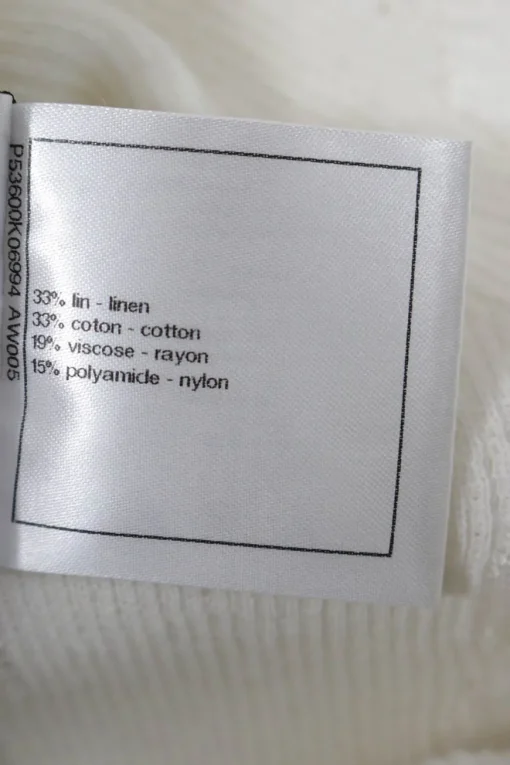 P53600K06994 AW005
33% lin - linen
33% coton - cotton
19% viscose - rayon
15% polyamide - nylon